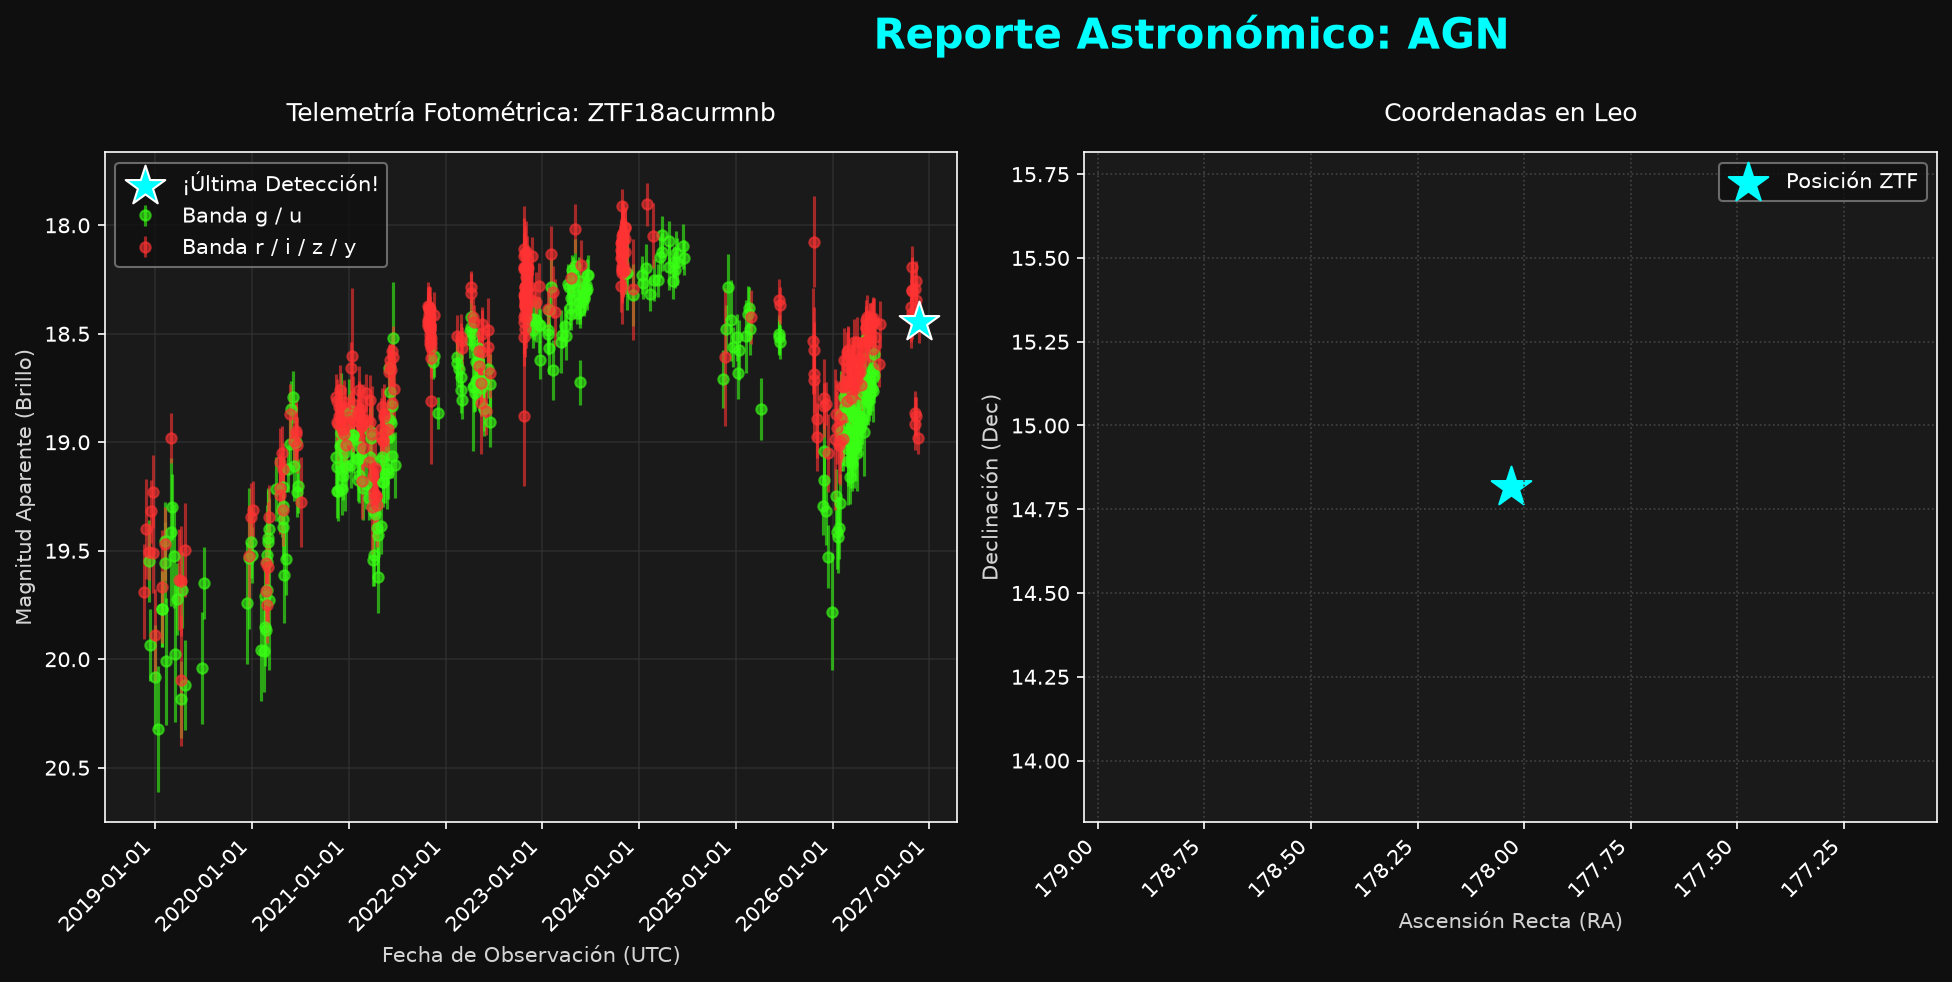 Reporte Astronómico: AGN
Telemetría Fotométrica: ZTF18acurmnb
¡Última Detección!
Banda g / u
Banda r / i / z / y
Magnitud Aparente (Brillo)
18.0
18.5
19.0
19.5
20.0
20.5
2019-01-01
2020-01-01
2021-01-01
2022-01-01
2023-01-01
2024-01-01
2025-01-01
2026-01-01
2027-01-01
Fecha de Observación (UTC)
Coordenadas en Leo
Posición ZTF
Declinación (Dec)
15.75
15.50
15.25
15.00
14.75
14.50
14.25
14.00
179.00
178.75
178.50
178.25
178.00
177.75
177.50
177.25
Ascensión Recta (RA)